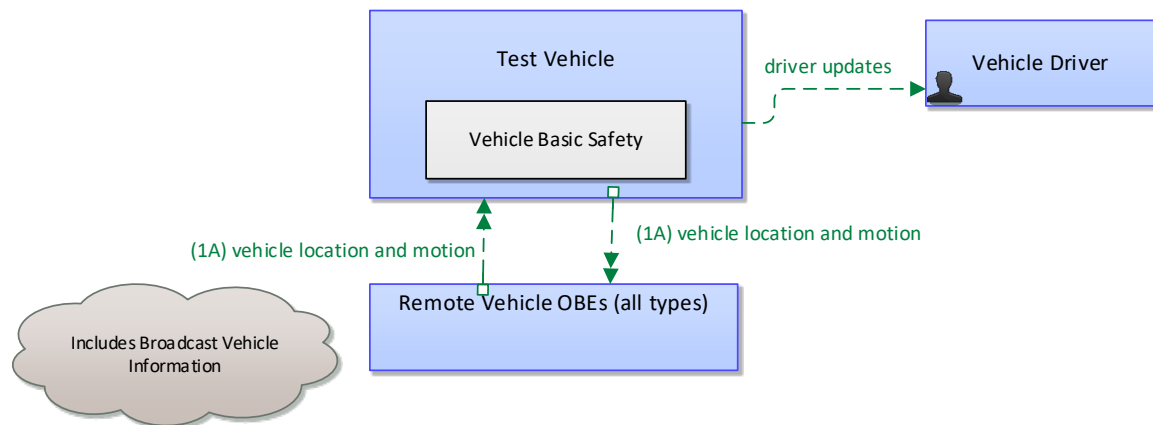 Test Vehicle
Vehicle Basic Safety
driver updates
Vehicle Driver
(1A) vehicle location and motion
(1A) vehicle location and motion
Remote Vehicle OBEs (all types)
Includes Broadcast Vehicle
Information